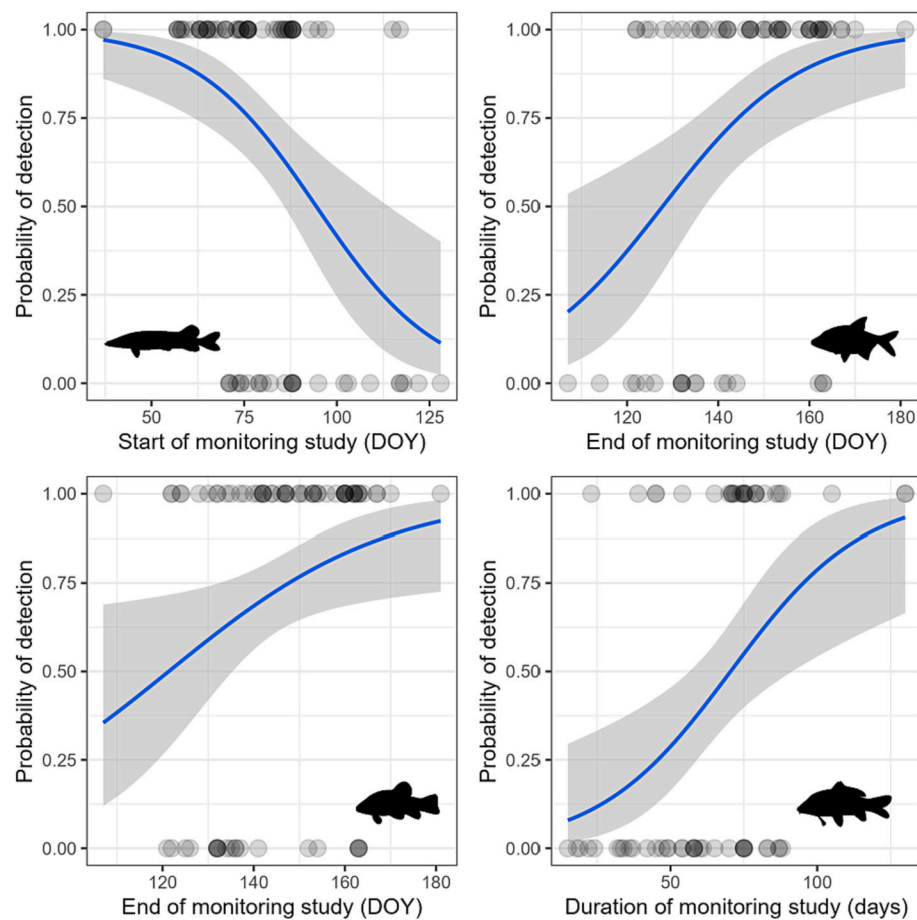 1.00
0.75
0.50
0.25
0.00
Probability of detection
50 75 100 125
Start of monitoring study (DOY)
1.00
0.75
0.50
0.25
0.00
Probability of detection
120 140 160 180
End of monitoring study (DOY)
1.00
0.75
0.50
0.25
0.00
Probability of detection
120 140 160 180
End of monitoring study (DOY)
1.00
0.75
0.50
0.25
0.00
Probability of detection
50 100
Duration of monitoring study (days)